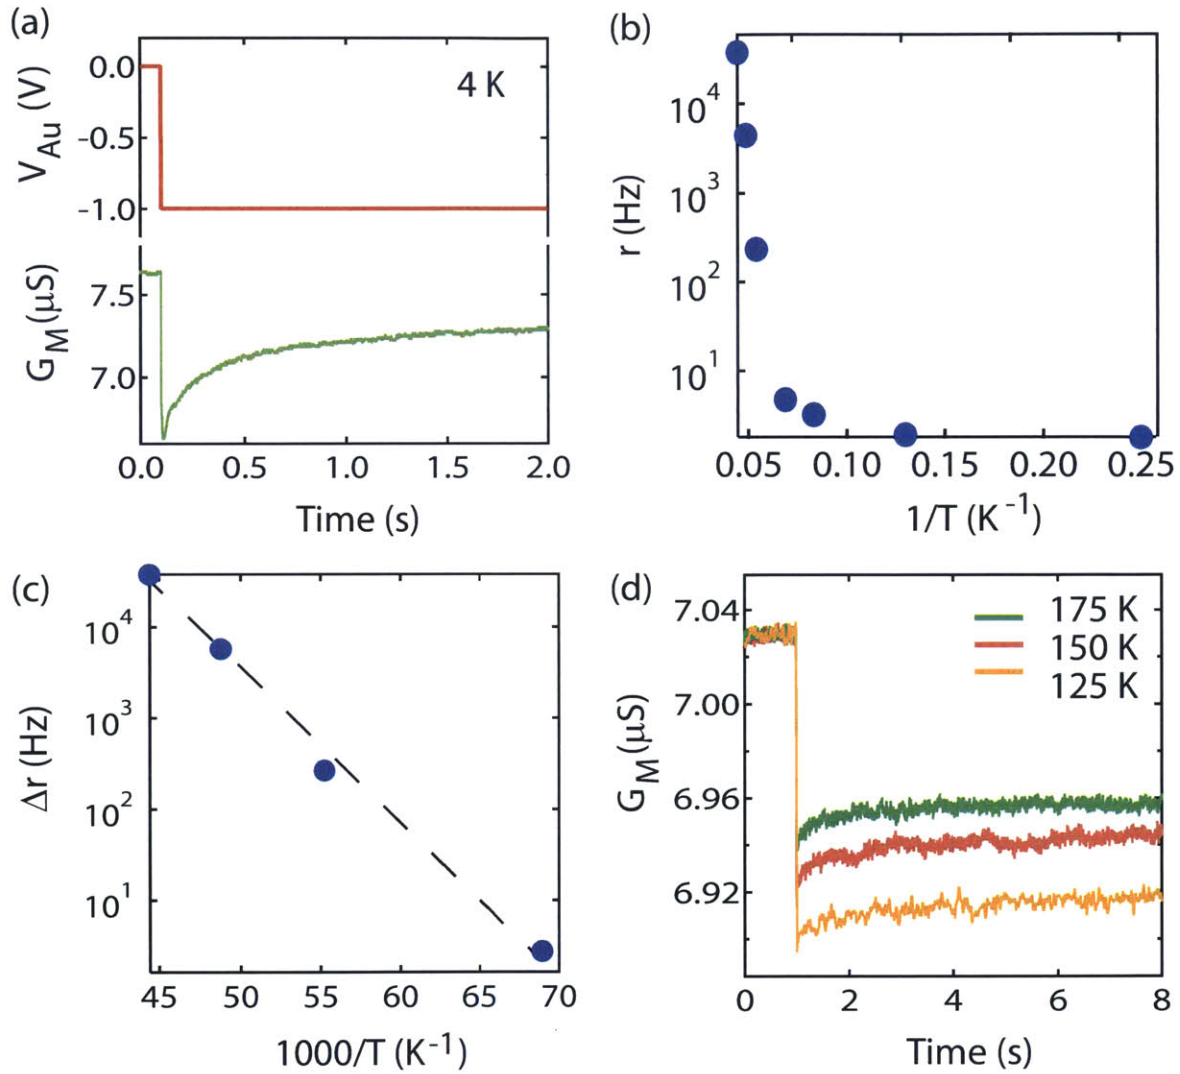 (a)
0.0
-0.5
-1.0
V_Au (V)
4 K
7.5
7.0
G_M(μS)
0.0 0.5 1.0 1.5 2.0
Time (s)
(b)
10^4
10^3
10^2
10^1
r (Hz)
0.05 0.10 0.15 0.20 0.25
1/T (K^-1)
(c)
10^4
10^3
10^2
10^1
Δr (Hz)
45 50 55 60 65 70
1000/T (K^-1)
(d)
7.04
7.00
6.96
6.92
G_M(μS)
175 K
150 K
125 K
0 2 4 6 8
Time (s)